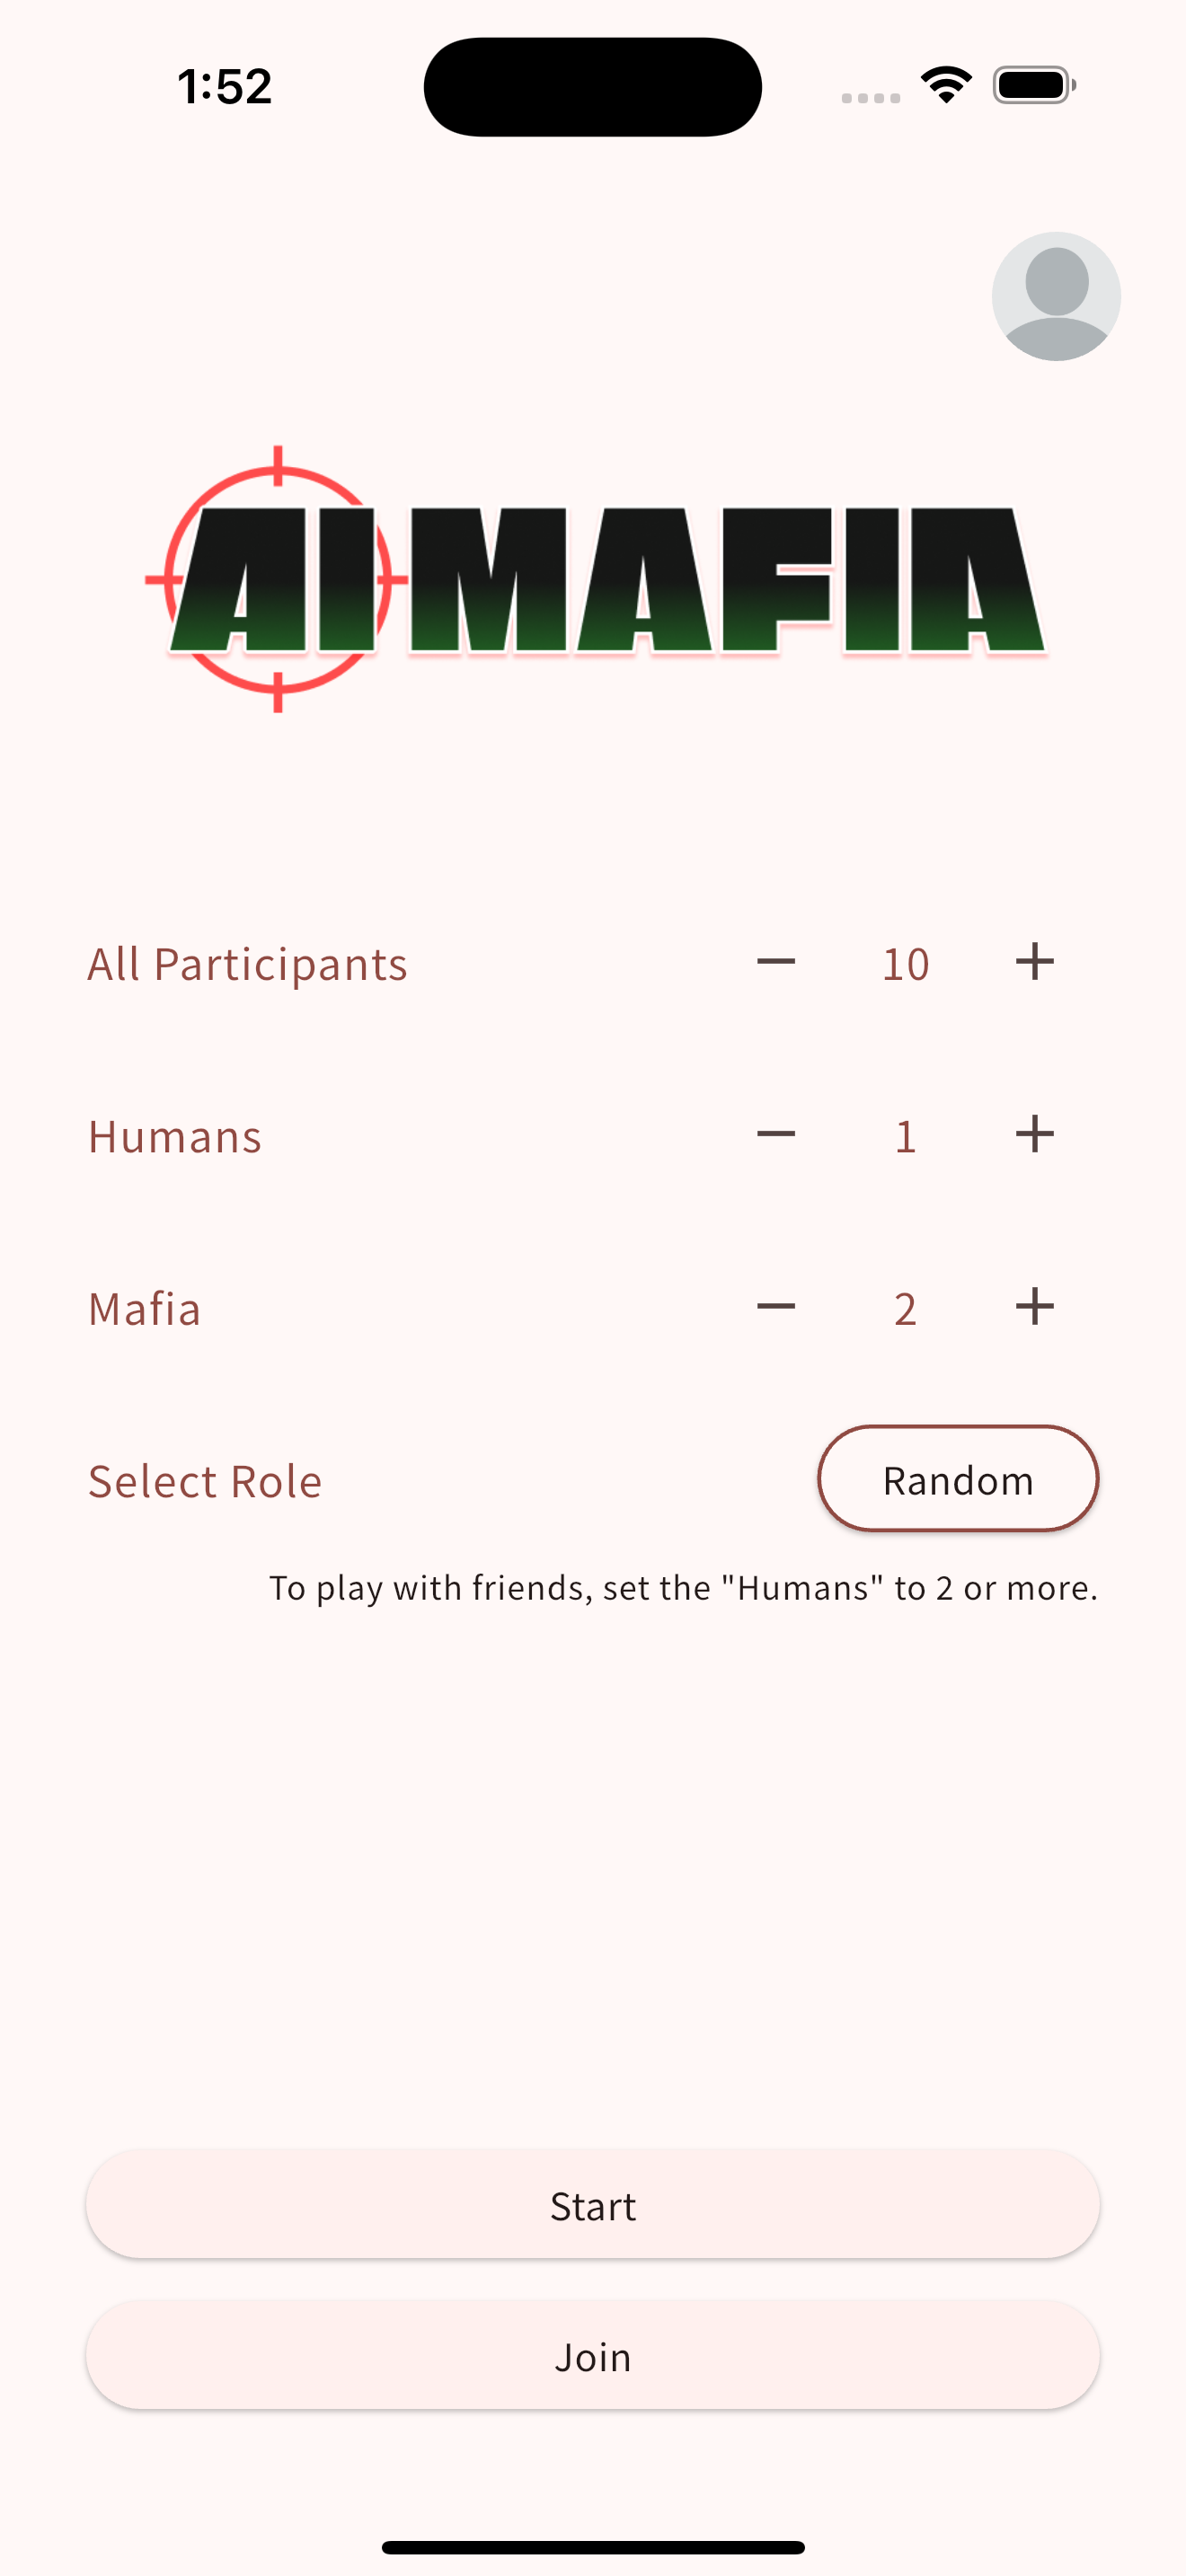 1:52
AI MAFIA
All Participants
10
Humans
1
Mafia
2
Select Role
Random
To play with friends, set the "Humans" to 2 or more.
Start
Join